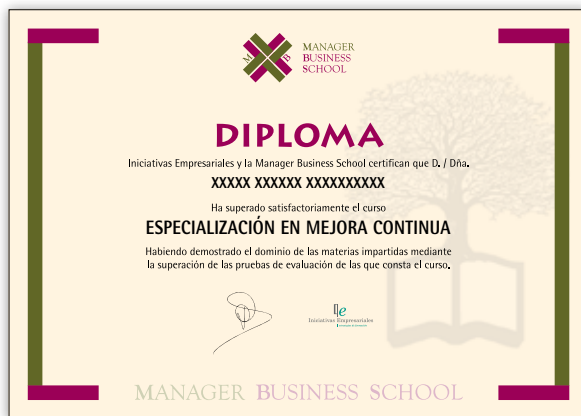 M B
MANAGER
BUSINESS
SCHOOL
DIPLOMA
Iniciativas Empresariales y la Manager Business School certifican que D. / Dña.
XXXXX XXXXXX XXXXXXXXXX
Ha superado satisfactoriamente el curso
ESPECIALIZACIÓN EN MEJORA CONTINUA
Habiendo demostrado el dominio de las materias impartidas mediante
la superación de las pruebas de evaluación de las que consta el curso.
Ie
Iniciativas Empresariales
MANAGER BUSINESS SCHOOL